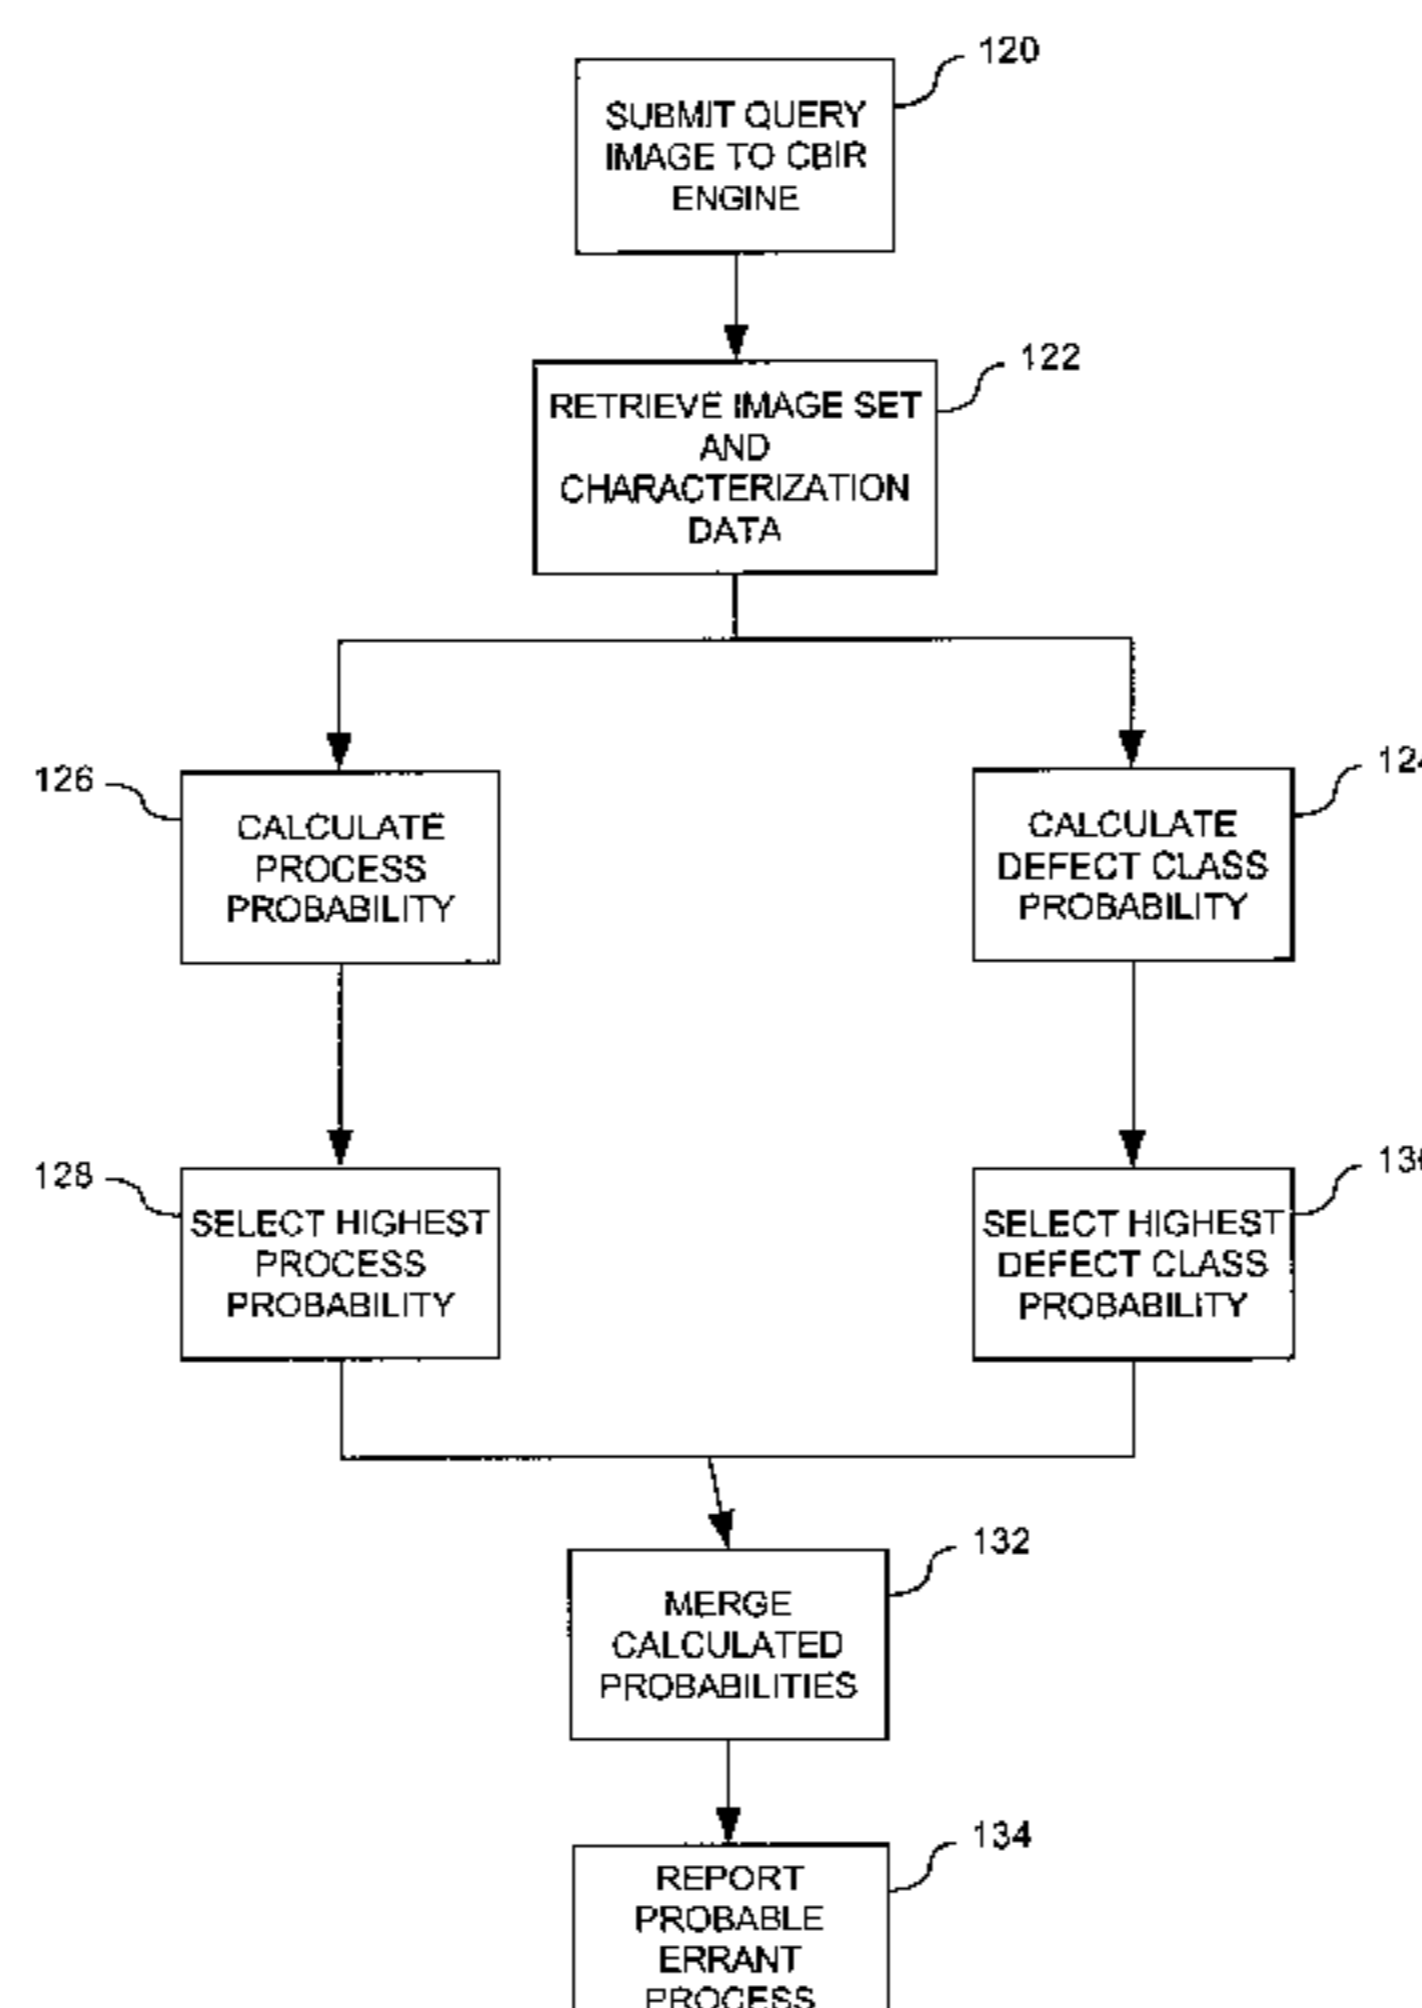 120
SUBMIT QUERY
IMAGE TO CBIR
ENGINE
122
RETRIEVE IMAGE SET
AND
CHARACTERIZATION
DATA
126
CALCULATE
PROCESS
PROBABILITY
CALCULATE
DEFECT CLASS
PROBABILITY
128
SELECT HIGHEST
PROCESS
PROBABILITY
SELECT HIGHEST
DEFECT CLASS
PROBABILITY
132
MERGE
CALCULATED
PROBABILITIES
134
REPORT
PROBABLE
ERRANT
PROCESS